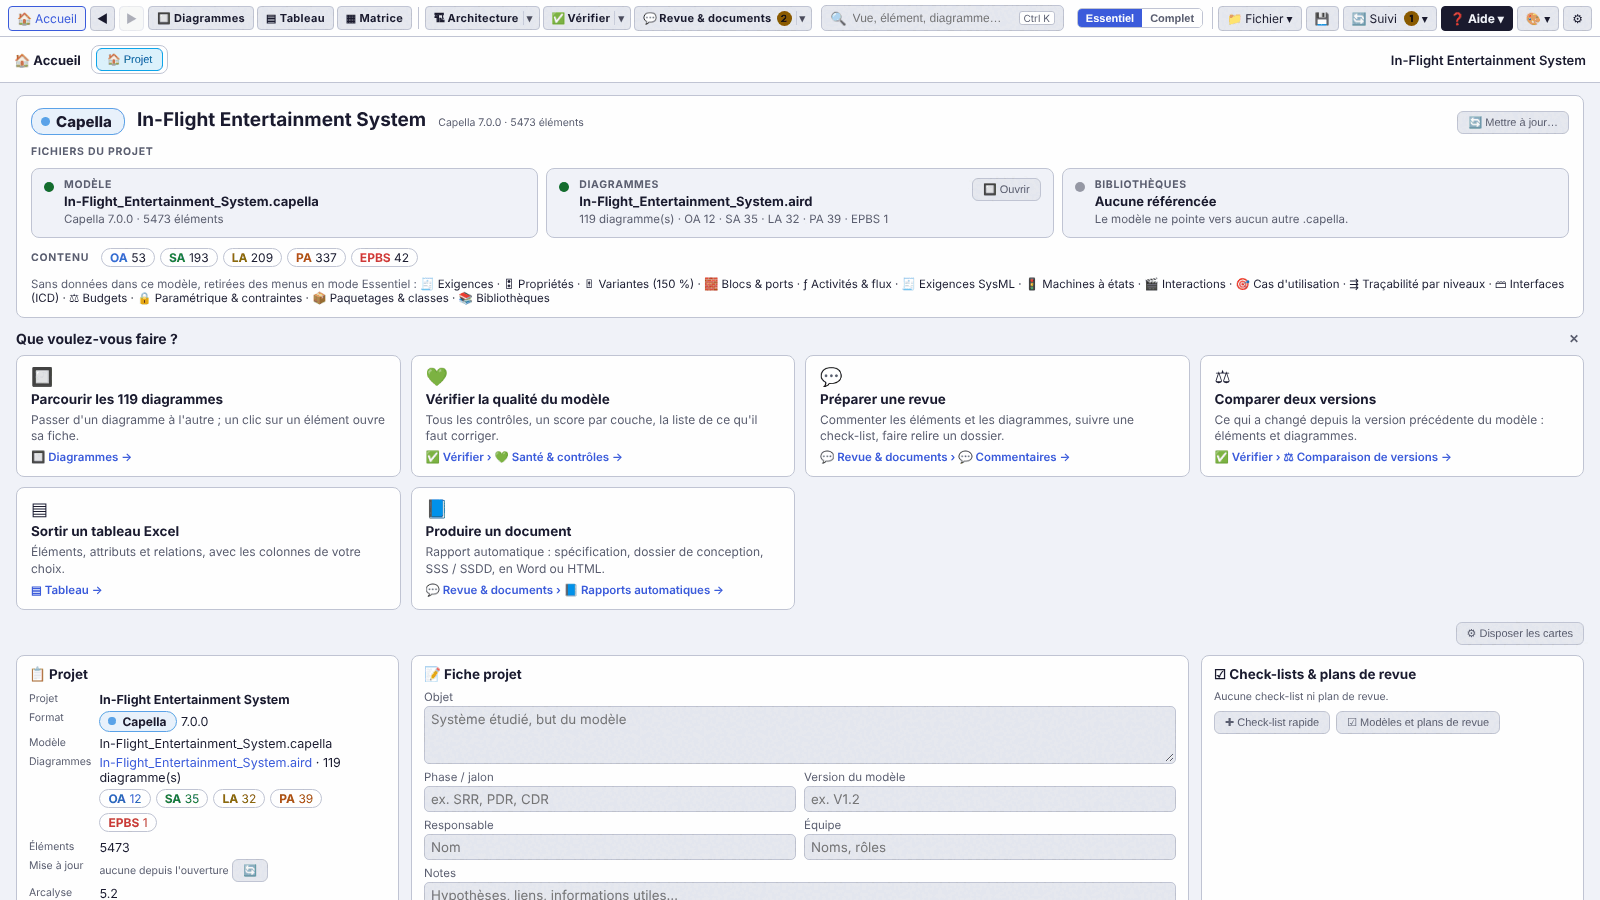 🏠 Accueil ◀ ▶ 🔲 Diagrammes ▤ Tableau ▦ Matrice 🏗 Architecture ▾ ✅ Vérifier ▾ 💬 Revue & documents 2 ▾ 🔍 Vue, élément, diagramme… Ctrl K Essentiel Complet 📁 Fichier ▾ 💾 🔄 Suivi 1 ▾ ❓ Aide ▾ 🎨 ▾ ⚙
🏠 Accueil 🏠 Projet In-Flight Entertainment System
Capella In-Flight Entertainment System Capella 7.0.0 · 5473 éléments 🔄 Mettre à jour…
FICHIERS DU PROJET
MODÈLE
In-Flight_Entertainment_System.capella
Capella 7.0.0 · 5473 éléments
DIAGRAMMES
In-Flight_Entertainment_System.aird
119 diagramme(s) · OA 12 · SA 35 · LA 32 · PA 39 · EPBS 1
🔲 Ouvrir
BIBLIOTHÈQUES
Aucune référencée
Le modèle ne pointe vers aucun autre .capella.
CONTENU OA 53 SA 193 LA 209 PA 337 EPBS 42
Sans données dans ce modèle, retirées des menus en mode Essentiel : 🧾 Exigences · 🎛 Propriétés · 🎚 Variantes (150 %) · 🧱 Blocs & ports · ƒ Activités & flux · 🧾 Exigences SysML · 🚦 Machines à états · 🎬 Interactions · 🎯 Cas d'utilisation · ⇶ Traçabilité par niveaux · 🗃 Interfaces
(ICD) · ⚖ Budgets · 🔒 Paramétrique & contraintes · 📦 Paquetages & classes · 📚 Bibliothèques
Que voulez-vous faire ? ✕
🔲
Parcourir les 119 diagrammes
Passer d'un diagramme à l'autre ; un clic sur un élément ouvre
sa fiche.
🔲 Diagrammes →
💚
Vérifier la qualité du modèle
Tous les contrôles, un score par couche, la liste de ce qu'il
faut corriger.
✅ Vérifier › 💚 Santé & contrôles →
💬
Préparer une revue
Commenter les éléments et les diagrammes, suivre une
check-list, faire relire un dossier.
💬 Revue & documents › 💬 Commentaires →
⚖
Comparer deux versions
Ce qui a changé depuis la version précédente du modèle :
éléments et diagrammes.
✅ Vérifier › ⚖ Comparaison de versions →
▤
Sortir un tableau Excel
Éléments, attributs et relations, avec les colonnes de votre
choix.
▤ Tableau →
📘
Produire un document
Rapport automatique : spécification, dossier de conception,
SSS / SSDD, en Word ou HTML.
💬 Revue & documents › 📘 Rapports automatiques →
⚙ Disposer les cartes
📋 Projet
Projet In-Flight Entertainment System
Format Capella 7.0.0
Modèle In-Flight_Entertainment_System.capella
Diagrammes In-Flight_Entertainment_System.aird · 119
diagramme(s)
OA 12 SA 35 LA 32 PA 39
EPBS 1
Éléments 5473
Mise à jour aucune depuis l'ouverture 🔄
Arcalyse 5.2
📝 Fiche projet
Objet
Système étudié, but du modèle
Phase / jalon Version du modèle
ex. SRR, PDR, CDR ex. V1.2
Responsable Équipe
Nom Noms, rôles
Notes
Hypothèses, liens, informations utiles…
☑ Check-lists & plans de revue
Aucune check-list ni plan de revue.
➕ Check-list rapide ☑ Modèles et plans de revue